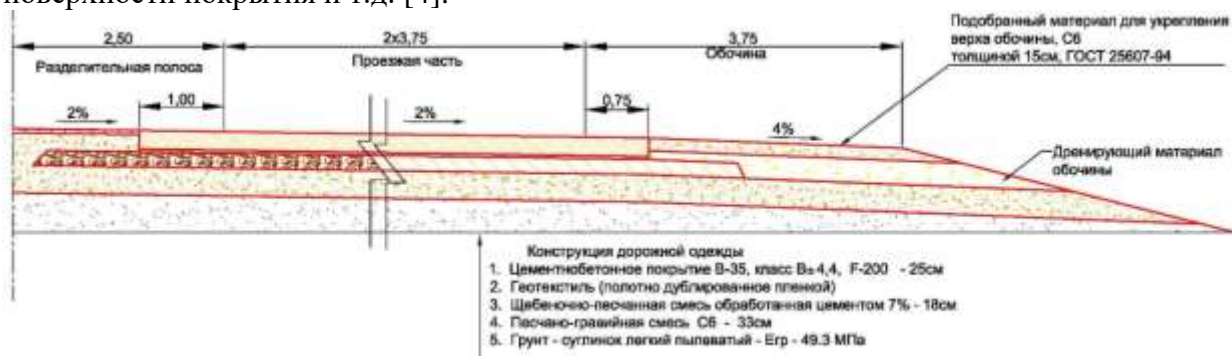 поверхности покрытия и т.д. [4].
2,50
2x3,75
3,75
Подобранный материал для укрепления
верха обочины, С6
толщиной 15см, ГОСТ 25607-94
Разделительная полоса
Проезжая часть
Обочина
1,00
0,75
2%
2%
4%
Дренирующий материал
обочины
Конструкция дорожной одежды
1. Цементнобетонное покрытие В-35, класс В≥4,4, F-200 - 25см
2. Геотекстиль (полотно дублированное пленкой)
3. Щебеночно-песчанная смесь обработанная цементом 7% - 18см
4. Песчано-гравийная смесь С6 - 33см
5. Грунт - суглинок легкий пылеватый - Егр - 49.3 МПа